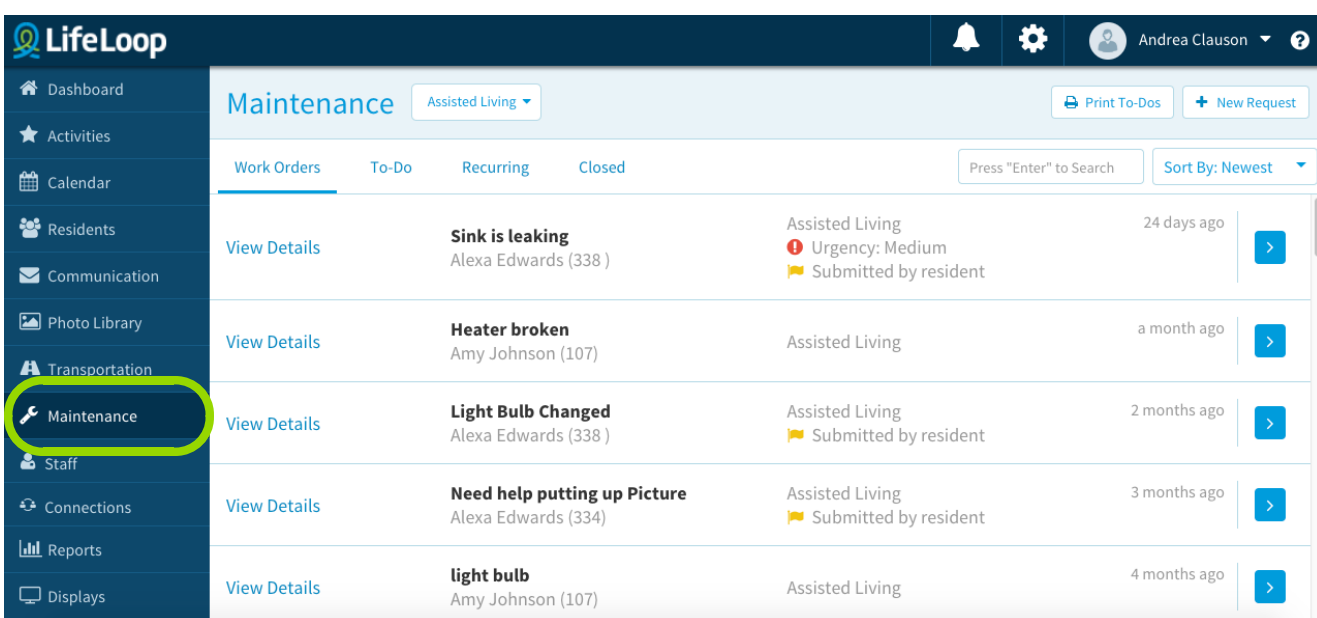 LifeLoop
Andrea Clauson
Dashboard
Activities
Calendar
Residents
Communication
Photo Library
Transportation
Maintenance
Staff
Connections
Reports
Displays
Maintenance
Assisted Living
Print To-Dos
+ New Request
Work Orders
To-Do
Recurring
Closed
Press "Enter" to Search
Sort By: Newest
View Details
Sink is leaking
Alexa Edwards (338 )
Assisted Living
Urgency: Medium
Submitted by resident
24 days ago
View Details
Heater broken
Amy Johnson (107)
Assisted Living
a month ago
View Details
Light Bulb Changed
Alexa Edwards (338 )
Assisted Living
Submitted by resident
2 months ago
View Details
Need help putting up Picture
Alexa Edwards (334)
Assisted Living
Submitted by resident
3 months ago
View Details
light bulb
Amy Johnson (107)
Assisted Living
4 months ago